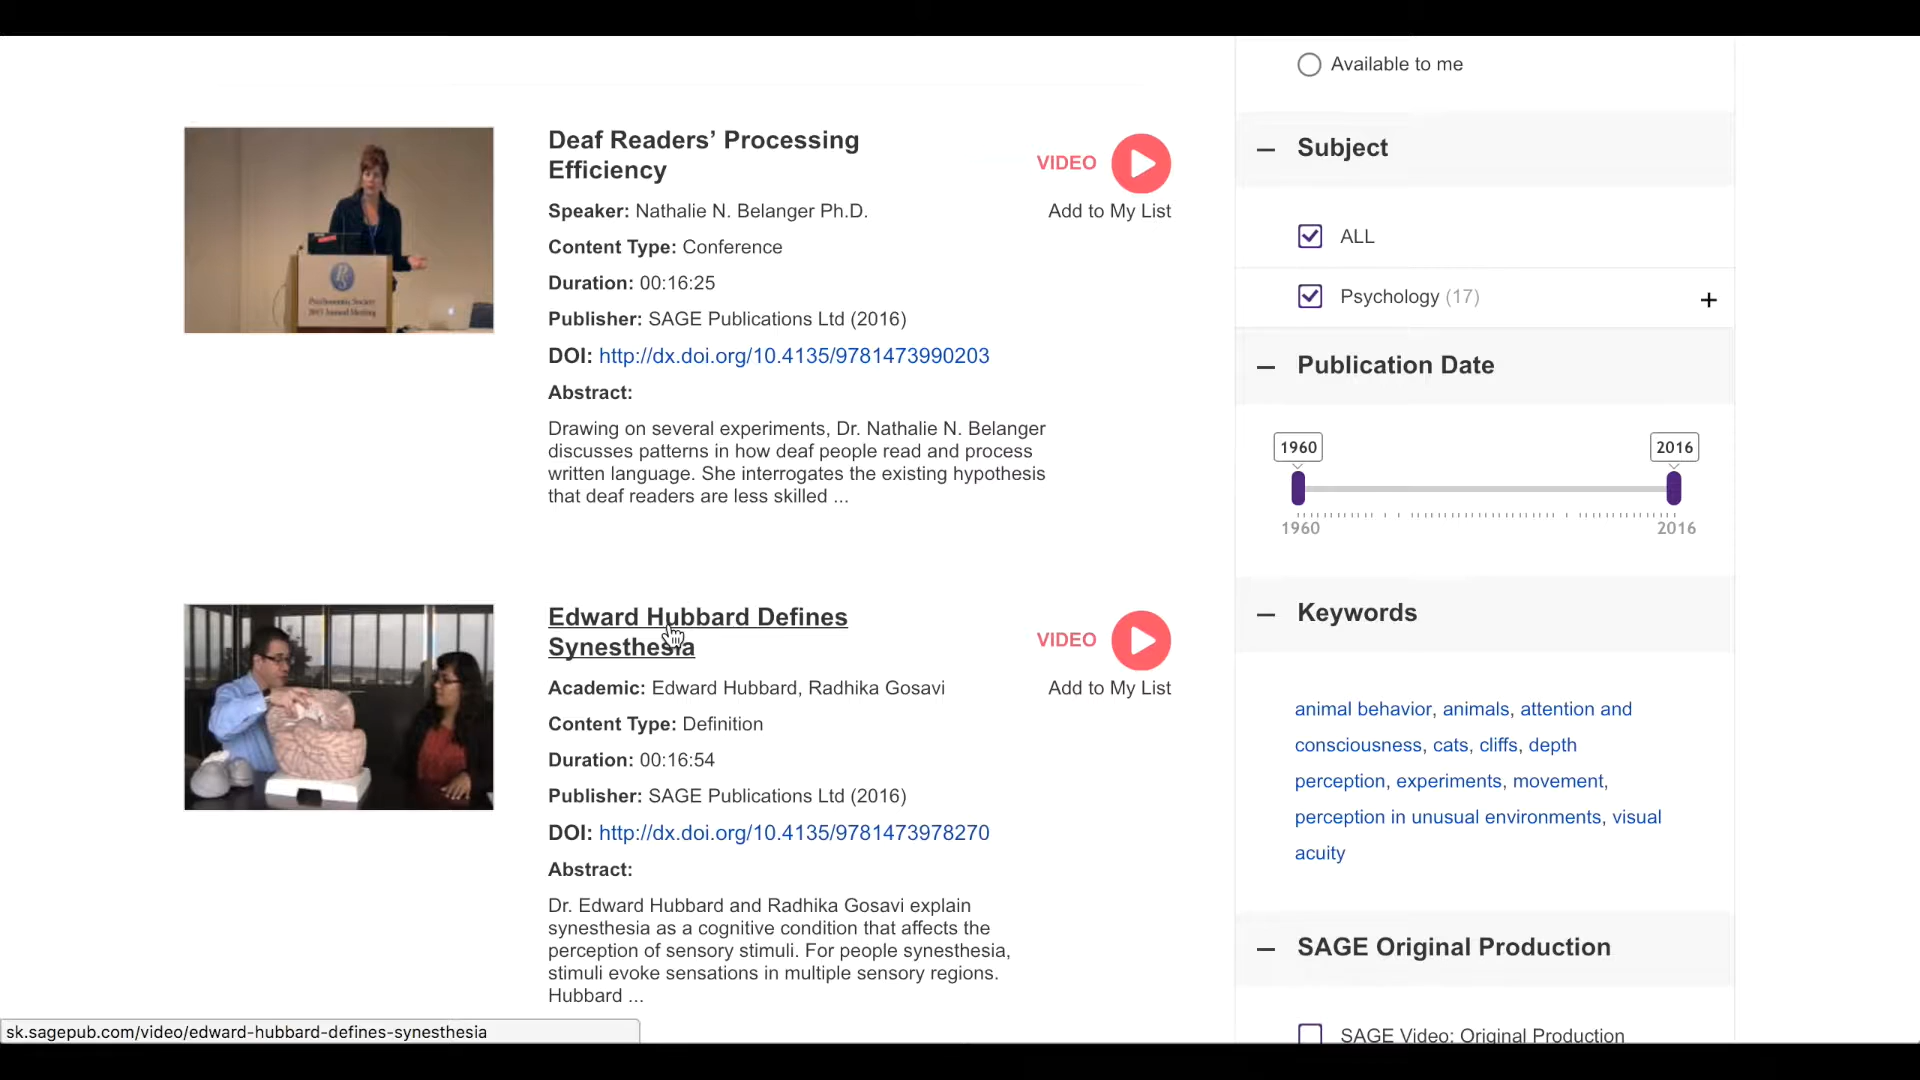 Available to me
Deaf Readers’ Processing
Efficiency
VIDEO
Add to My List
Speaker: Nathalie N. Belanger Ph.D.
Content Type: Conference
Duration: 00:16:25
Publisher: SAGE Publications Ltd (2016)
DOI: http://dx.doi.org/10.4135/9781473990203
Abstract:
Drawing on several experiments, Dr. Nathalie N. Belanger
discusses patterns in how deaf people read and process
written language. She interrogates the existing hypothesis
that deaf readers are less skilled ...
Psychonomic Society
2015 Annual Meeting
Edward Hubbard Defines
Synesthesia
VIDEO
Add to My List
Academic: Edward Hubbard, Radhika Gosavi
Content Type: Definition
Duration: 00:16:54
Publisher: SAGE Publications Ltd (2016)
DOI: http://dx.doi.org/10.4135/9781473978270
Abstract:
Dr. Edward Hubbard and Radhika Gosavi explain
synesthesia as a cognitive condition that affects the
perception of sensory stimuli. For people synesthesia,
stimuli evoke sensations in multiple sensory regions.
Hubbard ...
Subject
ALL
Psychology (17)
Publication Date
1960 2016
1960 2016
Keywords
animal behavior, animals, attention and
consciousness, cats, cliffs, depth
perception, experiments, movement,
perception in unusual environments, visual
acuity
SAGE Original Production
SAGE Video: Original Production
sk.sagepub.com/video/edward-hubbard-defines-synesthesia